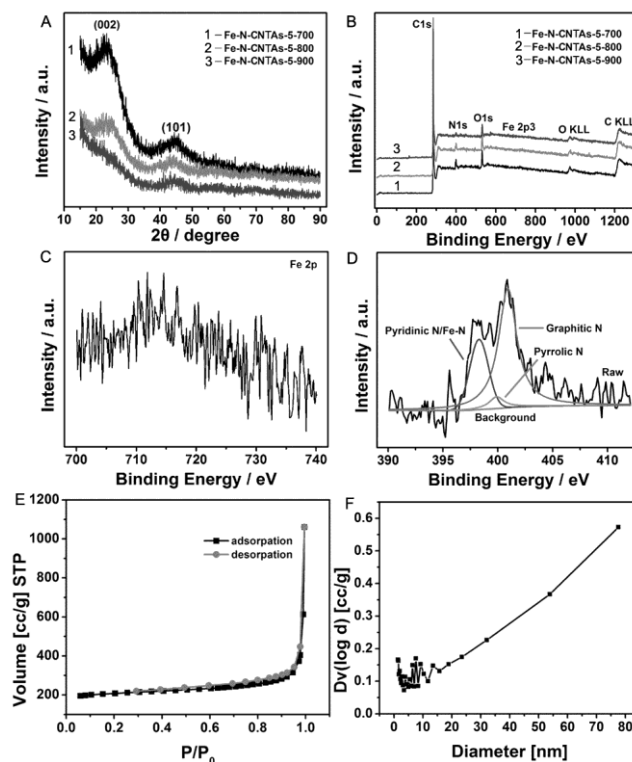 A
(002)
1
1 Fe-N-CNTAs-5-700
2 Fe-N-CNTAs-5-800
3 Fe-N-CNTAs-5-900
(101)
2
3
Intensity / a.u.
10 20 30 40 50 60 70 80 90
2θ / degree
B
C1s
1 Fe-N-CNTAs-5-700
2 Fe-N-CNTAs-5-800
3 Fe-N-CNTAs-5-900
N1s
O1s
Fe 2p3
O KLL
C KLL
3
2
1
Intensity / a.u.
0 200 400 600 800 1000 1200
Binding Energy / eV
C
Fe 2p
Intensity / a.u.
700 710 720 730 740
Binding Energy / eV
D
Pyridinic N/Fe-N
Graphitic N
Pyrrolic N
Raw
Background
Intensity / a.u.
390 395 400 405 410
Binding Energy / eV
E
1200
1000
800
600
400
200
adsorpation
desorpation
Volume [cc/g] STP
0.0 0.2 0.4 0.6 0.8 1.0
P/P0
F
0.6
0.5
0.4
0.3
0.2
0.1
0.0
Dv(log d) [cc/g]
0 10 20 30 40 50 60 70 80
Diameter [nm]